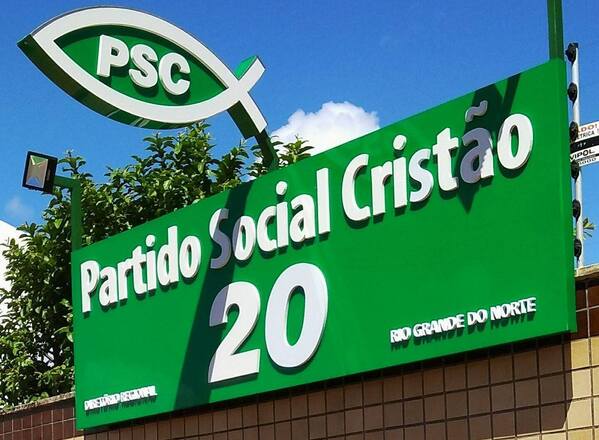 PSC
Partido Social Cristão
20
RIO GRANDE DO NORTE
DIRETÓRIO REGIONAL